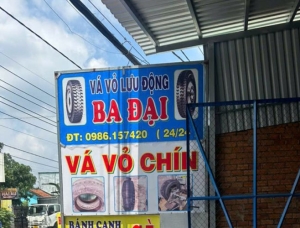 VÁ VỎ LƯU ĐỘNG
BA ĐẠI
ĐT: 0986.157420 ( 24/24
VÁ VỎ CHÍN
BÁNH CANH